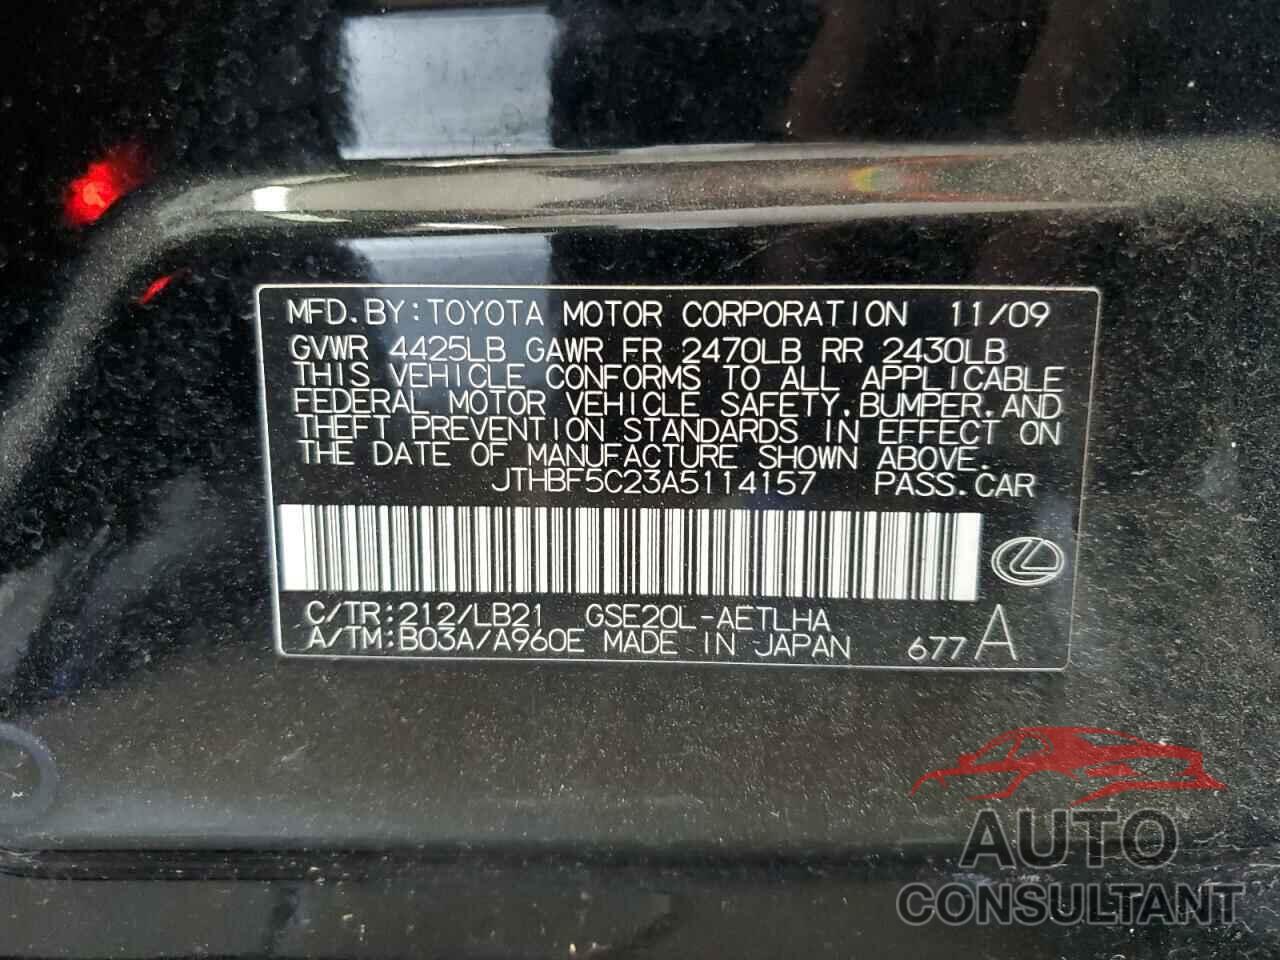 MFD.BY:TOYOTA MOTOR CORPORATION 11/09
GVWR 4425LB GAWR FR 2470LB RR 2430LB
THIS VEHICLE CONFORMS TO ALL APPLICABLE
FEDERAL MOTOR VEHICLE SAFETY,BUMPER,AND
THEFT PREVENTION STANDARDS IN EFFECT ON
THE DATE OF MANUFACTURE SHOWN ABOVE.
JTHBF5C23A5114157 PASS.CAR
C/TR:212/LB21 GSE20L-AETLHA
A/TM:B03A/A960E MADE IN JAPAN 677 A
AUTO
CONSULTANT